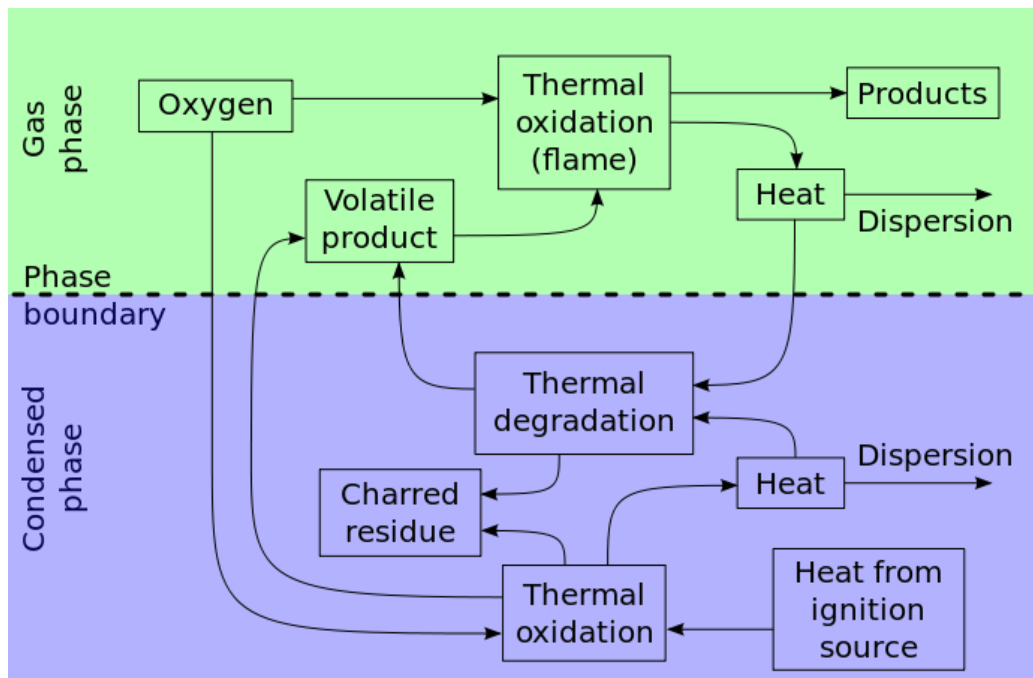 Gas
phase
Oxygen
Thermal
oxidation
(flame)
Products
Volatile
product
Heat
Dispersion
Phase
boundary
Condensed
phase
Thermal
degradation
Heat
Dispersion
Charred
residue
Thermal
oxidation
Heat from
ignition
source